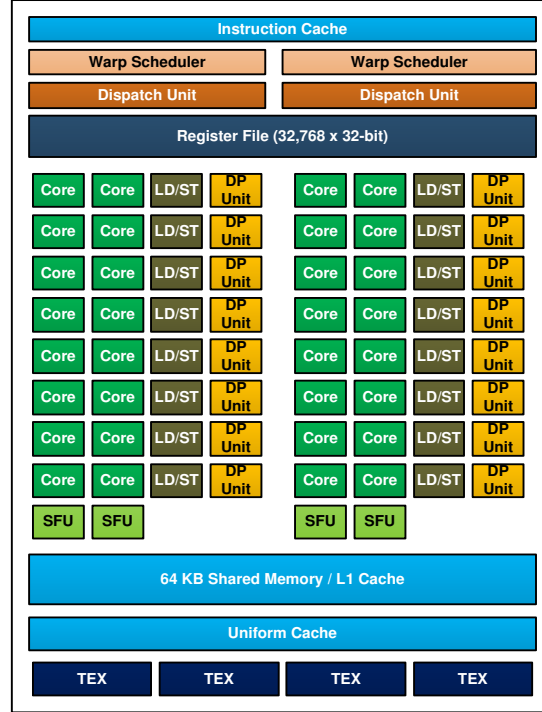 Instruction Cache
Warp Scheduler Warp Scheduler
Dispatch Unit Dispatch Unit
Register File (32,768 x 32-bit)
Core Core LD/ST DP Unit Core Core LD/ST DP Unit
Core Core LD/ST DP Unit Core Core LD/ST DP Unit
Core Core LD/ST DP Unit Core Core LD/ST DP Unit
Core Core LD/ST DP Unit Core Core LD/ST DP Unit
Core Core LD/ST DP Unit Core Core LD/ST DP Unit
Core Core LD/ST DP Unit Core Core LD/ST DP Unit
Core Core LD/ST DP Unit Core Core LD/ST DP Unit
Core Core LD/ST DP Unit Core Core LD/ST DP Unit
SFU SFU SFU SFU
64 KB Shared Memory / L1 Cache
Uniform Cache
TEX TEX TEX TEX